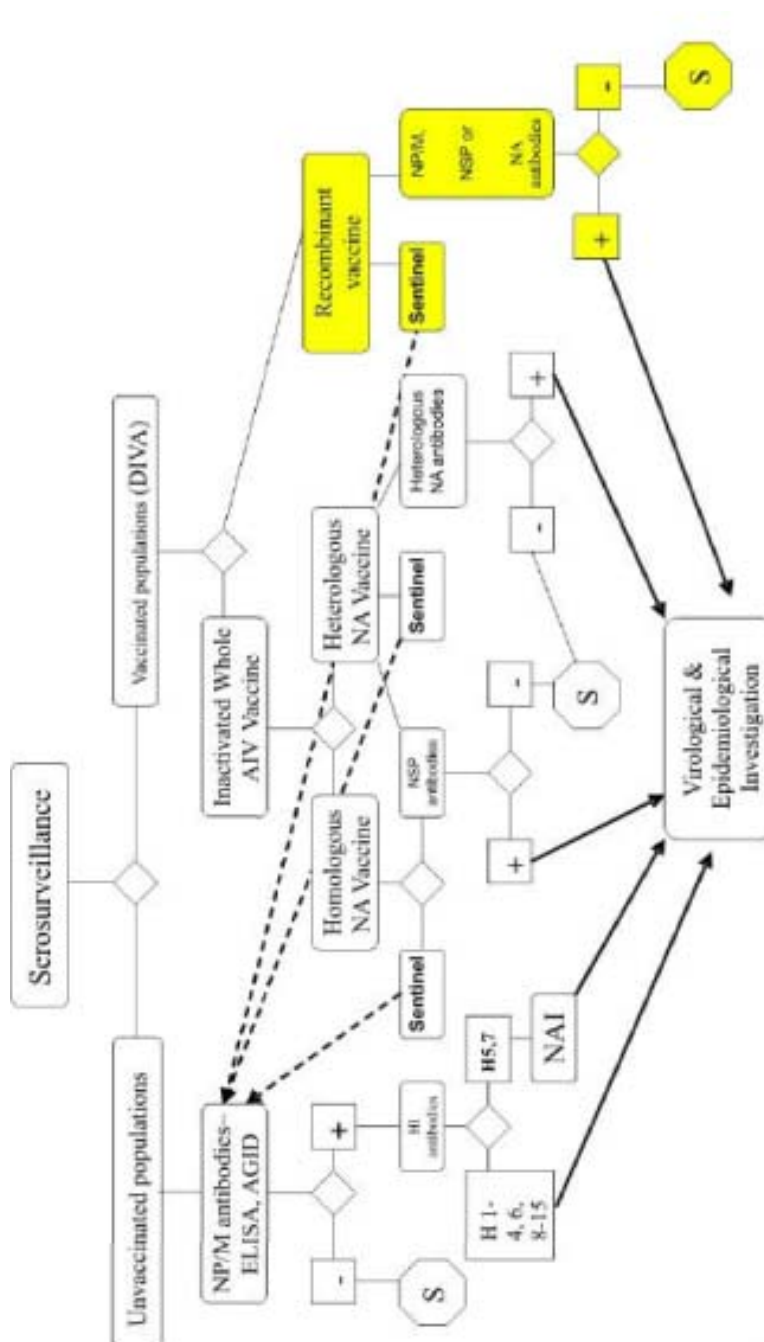 Serosurveillance
Unvaccinated populations
Vaccinated populations (DIVA)
NP/M antibodies–
ELISA, AGID
Inactivated Whole
AIV Vaccine
Recombinant
vaccine
Homologous
NA Vaccine
Heterologous
NA Vaccine
Sentinel
NP/M,
NSP or
NA
antibodies
-
+
Sentinel
NSP
antibodies
Sentinel
Heterologous
NA antibodies
S
HI
antibodies
+
-
-
+
+
-
H 1-
4, 6,
8-15
H5,7
S
S
NAI
Virological &
Epidemiological
Investigation